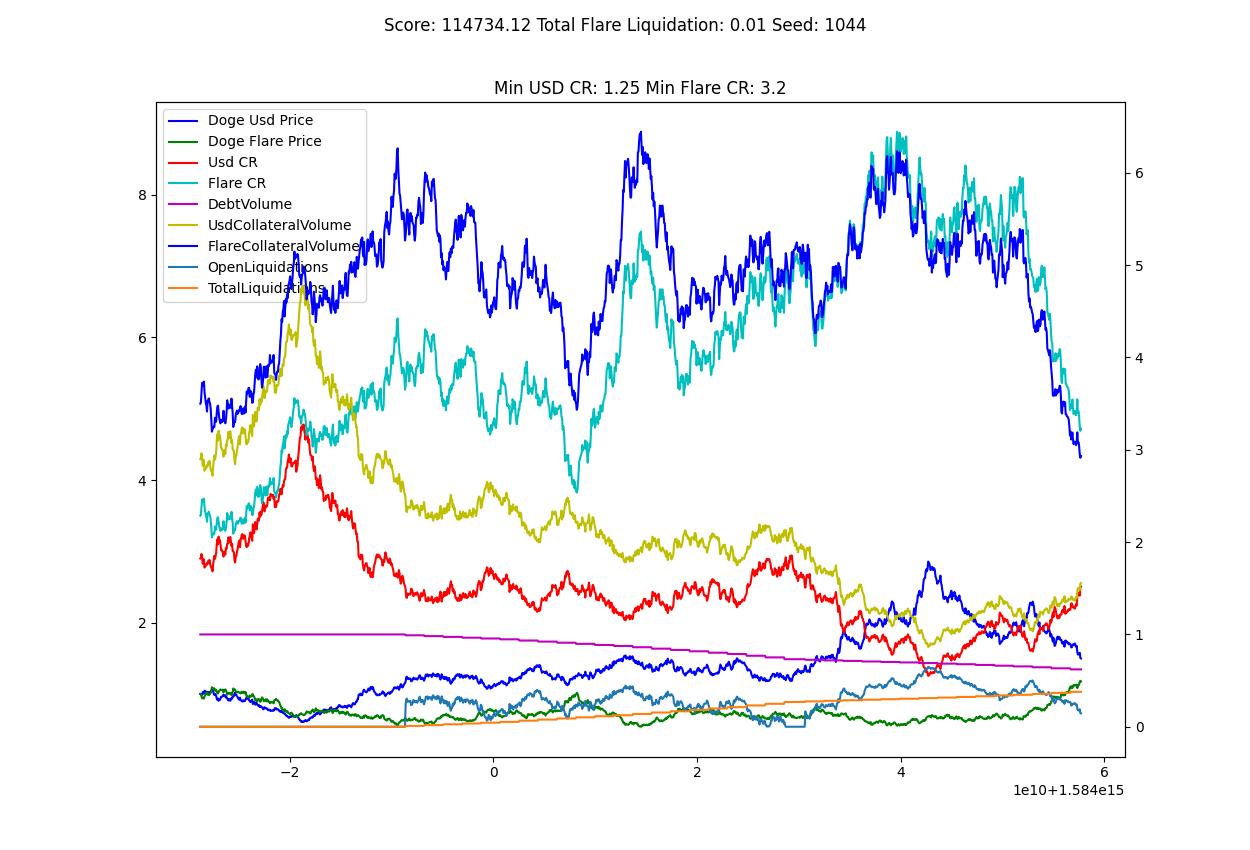 Score: 114734.12 Total Flare Liquidation: 0.01 Seed: 1044
Min USD CR: 1.25 Min Flare CR: 3.2
Doge Usd Price
Doge Flare Price
Usd CR
Flare CR
DebtVolume
UsdCollateralVolume
FlareCollateralVolume
OpenLiquidations
TotalLiquidations
8
6
4
2
6
5
4
3
2
1
0
−2
0
2
4
6
1e10+1.584e15